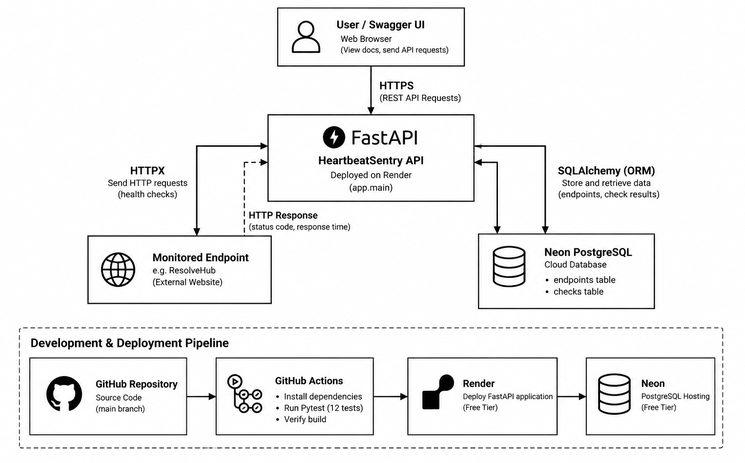 User / Swagger UI
Web Browser
(View docs, send API requests)
HTTPS
(REST API Requests)
FastAPI
HeartbeatSentry API
Deployed on Render
(app.main)
HTTPX
Send HTTP requests
(health checks)
HTTP Response
(status code, response time)
SQLAlchemy (ORM)
Store and retrieve data
(endpoints, check results)
Monitored Endpoint
e.g. ResolveHub
(External Website)
Neon PostgreSQL
Cloud Database
• endpoints table
• checks table
Development & Deployment Pipeline
GitHub Repository
Source Code
(main branch)
GitHub Actions
• Install dependencies
• Run Pytest (12 tests)
• Verify build
Render
Deploy FastAPI application
(Free Tier)
Neon
PostgreSQL Hosting
(Free Tier)